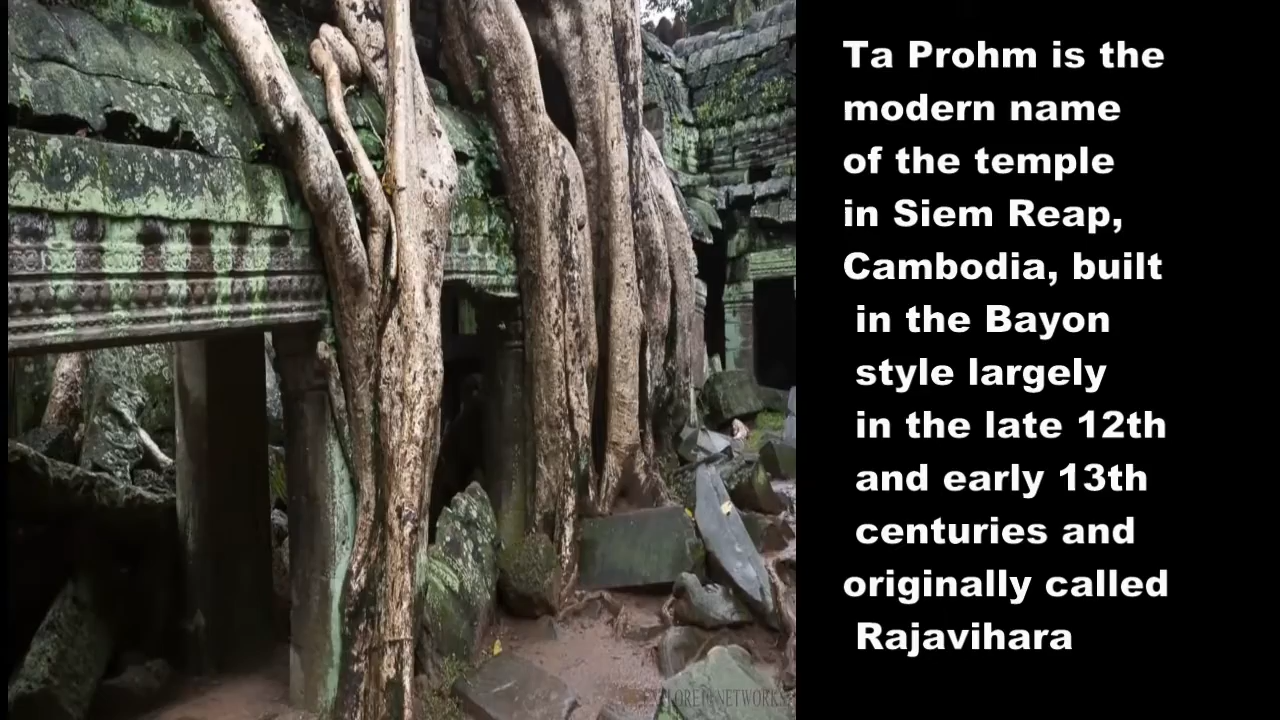 Ta Prohm is the
modern name
of the temple
in Siem Reap,
Cambodia, built
in the Bayon
style largely
in the late 12th
and early 13th
centuries and
originally called
Rajavihara